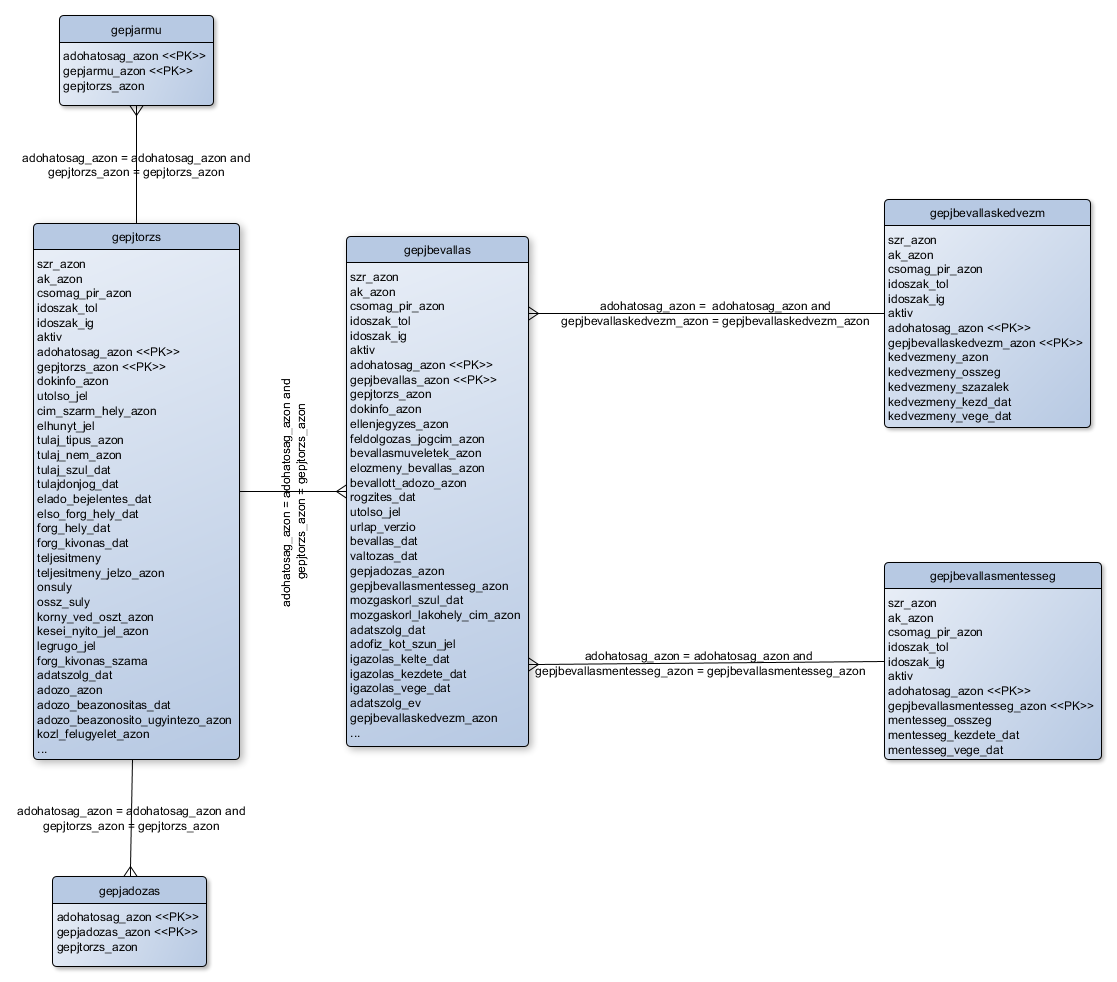 gepjarmu
adohatosag_azon <<PK>>
gepjarmu_azon <<PK>>
gepjtorzs_azon
adohatosag_azon = adohatosag_azon and
gepjtorzs_azon = gepjtorzs_azon
gepjtorzs
szr_azon
ak_azon
csomag_pir_azon
idoszak_tol
idoszak_ig
aktiv
adohatosag_azon <<PK>>
gepjtorzs_azon <<PK>>
dokinfo_azon
utolso_jel
cim_szarm_hely_azon
elhunyt_jel
tulaj_tipus_azon
tulaj_nem_azon
tulaj_szul_dat
tulajdonjog_dat
elado_bejelentes_dat
elso_forg_hely_dat
forg_hely_dat
forg_kivonas_dat
teljesitmeny
teljesitmeny_jelzo_azon
onsuly
ossz_suly
korny_ved_oszt_azon
kesei_nyito_jel_azon
legrugo_jel
forg_kivonas_szama
adatszolg_dat
adozo_azon
adozo_beazonositas_dat
adozo_beazonosito_ugyintezo_azon
kozl_felugyelet_azon
...
adohatosag_azon = adohatosag_azon and
gepjtorzs_azon = gepjtorzs_azon
gepjadozas
adohatosag_azon <<PK>>
gepjadozas_azon <<PK>>
gepjtorzs_azon
adohatosag_azon = adohatosag_azon and
gepjtorzs_azon = gepjtorzs_azon
gepjbevallas
szr_azon
ak_azon
csomag_pir_azon
idoszak_tol
idoszak_ig
aktiv
adohatosag_azon <<PK>>
gepjbevallas_azon <<PK>>
gepjtorzs_azon
dokinfo_azon
ellenjegyzes_azon
feldolgozas_jogcim_azon
bevallasmuveletek_azon
elozmeny_bevallas_azon
bevallott_adozo_azon
rogzites_dat
utolso_jel
urlap_verzio
bevallas_dat
valtozas_dat
gepjadozas_azon
gepjbevallasmentesseg_azon
mozgaskorl_szul_dat
mozgaskorl_lakohely_cim_azon
adatszolg_dat
adofiz_kot_szun_jel
igazolas_kelte_dat
igazolas_kezdete_dat
igazolas_vege_dat
adatszolg_ev
gepjbevallaskedvezm_azon
...
adohatosag_azon = adohatosag_azon and
gepjbevallaskedvezm_azon = gepjbevallaskedvezm_azon
gepjbevallaskedvezm
szr_azon
ak_azon
csomag_pir_azon
idoszak_tol
idoszak_ig
aktiv
adohatosag_azon <<PK>>
gepjbevallaskedvezm_azon <<PK>>
kedvezmeny_azon
kedvezmeny_osszeg
kedvezmeny_szazalek
kedvezmeny_kezd_dat
kedvezmeny_vege_dat
adohatosag_azon = adohatosag_azon and
gepjbevallasmentesseg_azon = gepjbevallasmentesseg_azon
gepjbevallasmentesseg
szr_azon
ak_azon
csomag_pir_azon
idoszak_tol
idoszak_ig
aktiv
adohatosag_azon <<PK>>
gepjbevallasmentesseg_azon <<PK>>
mentesseg_osszeg
mentesseg_kezdete_dat
mentesseg_vege_dat